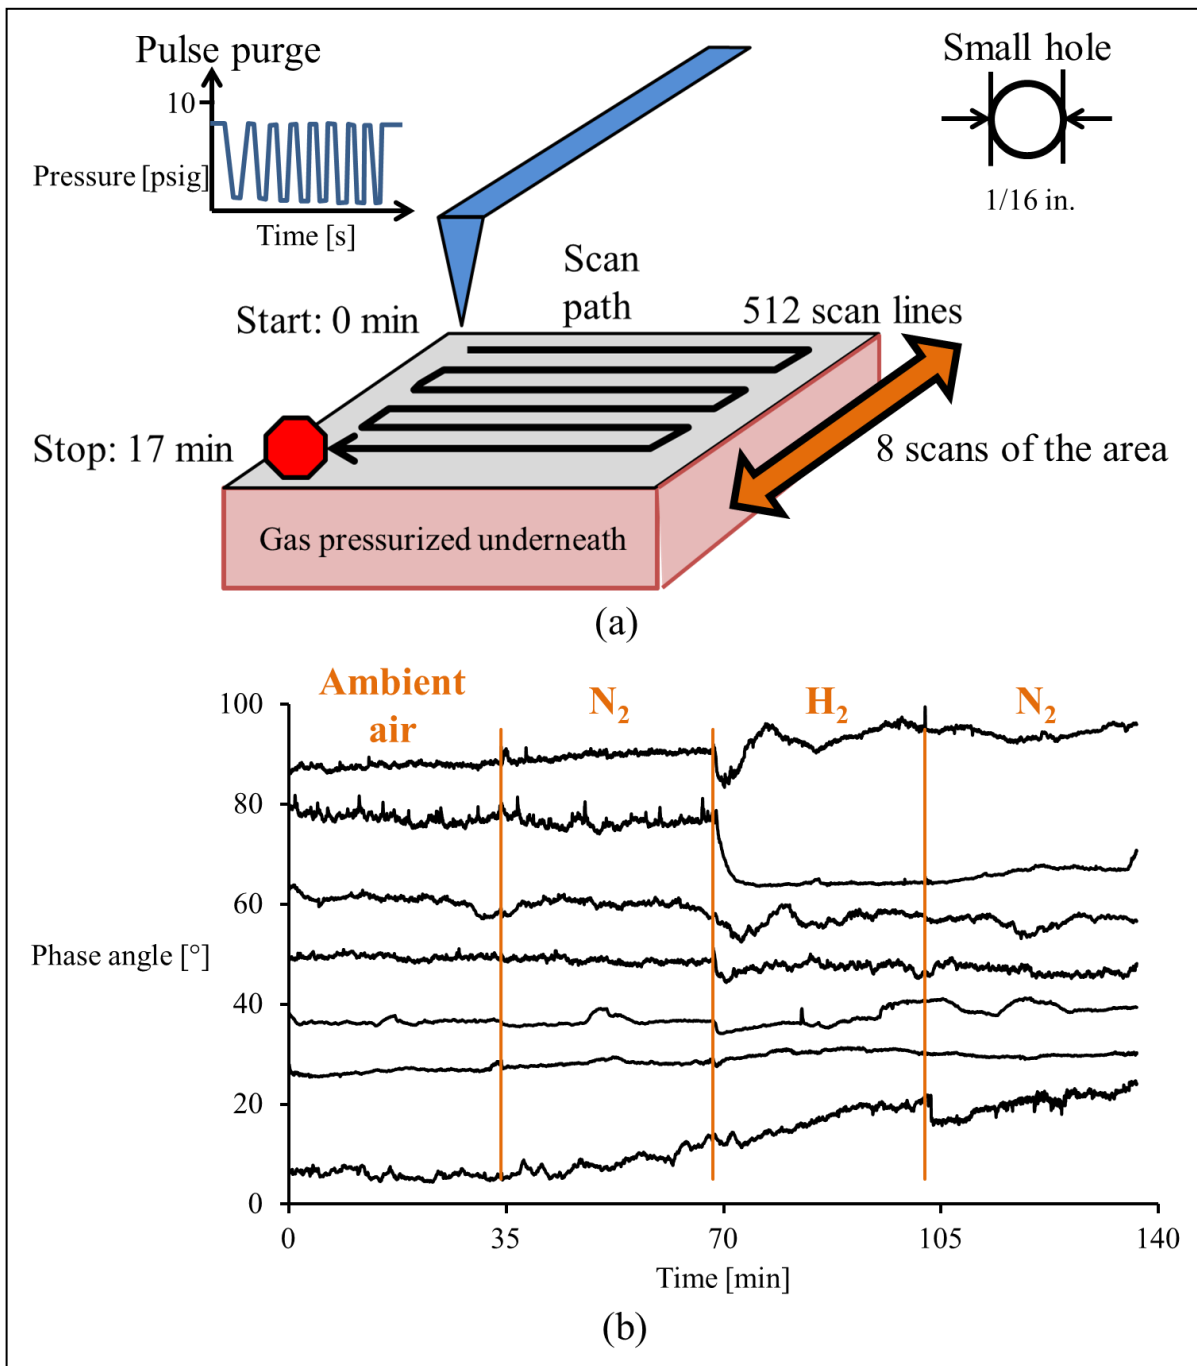 Pulse purge
10
Pressure [psig]
Time [s]
Small hole
1/16 in.
Scan
path
Start: 0 min
512 scan lines
Stop: 17 min
8 scans of the area
Gas pressurized underneath
(a)
Ambient
air
N₂
H₂
N₂
100
80
60
Phase angle [°]
40
20
0
0
35
70
105
140
Time [min]
(b)